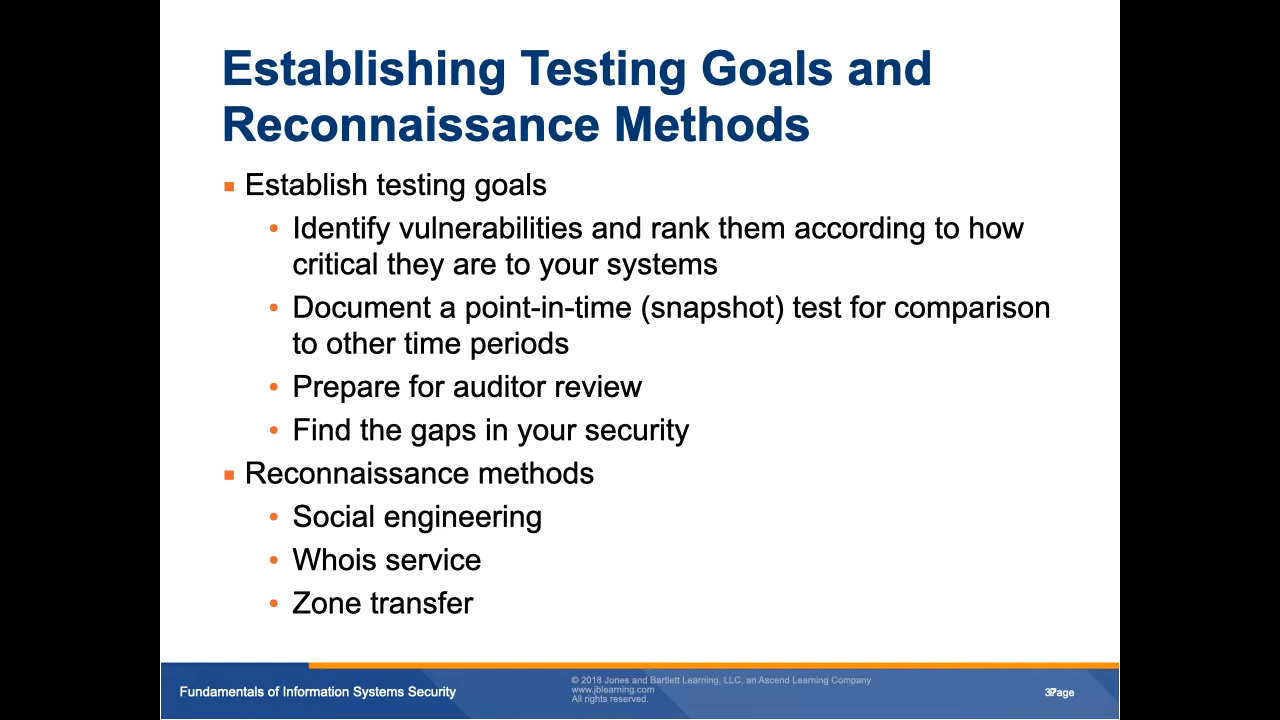 Establishing Testing Goals and
Reconnaissance Methods
Establish testing goals
Identify vulnerabilities and rank them according to how
critical they are to your systems
Document a point-in-time (snapshot) test for comparison
to other time periods
Prepare for auditor review
Find the gaps in your security
Reconnaissance methods
Social engineering
Whois service
Zone transfer
Fundamentals of Information Systems Security
© 2018 Jones and Bartlett Learning, LLC, an Ascend Learning Company
www.jblearning.com
All rights reserved.
Page